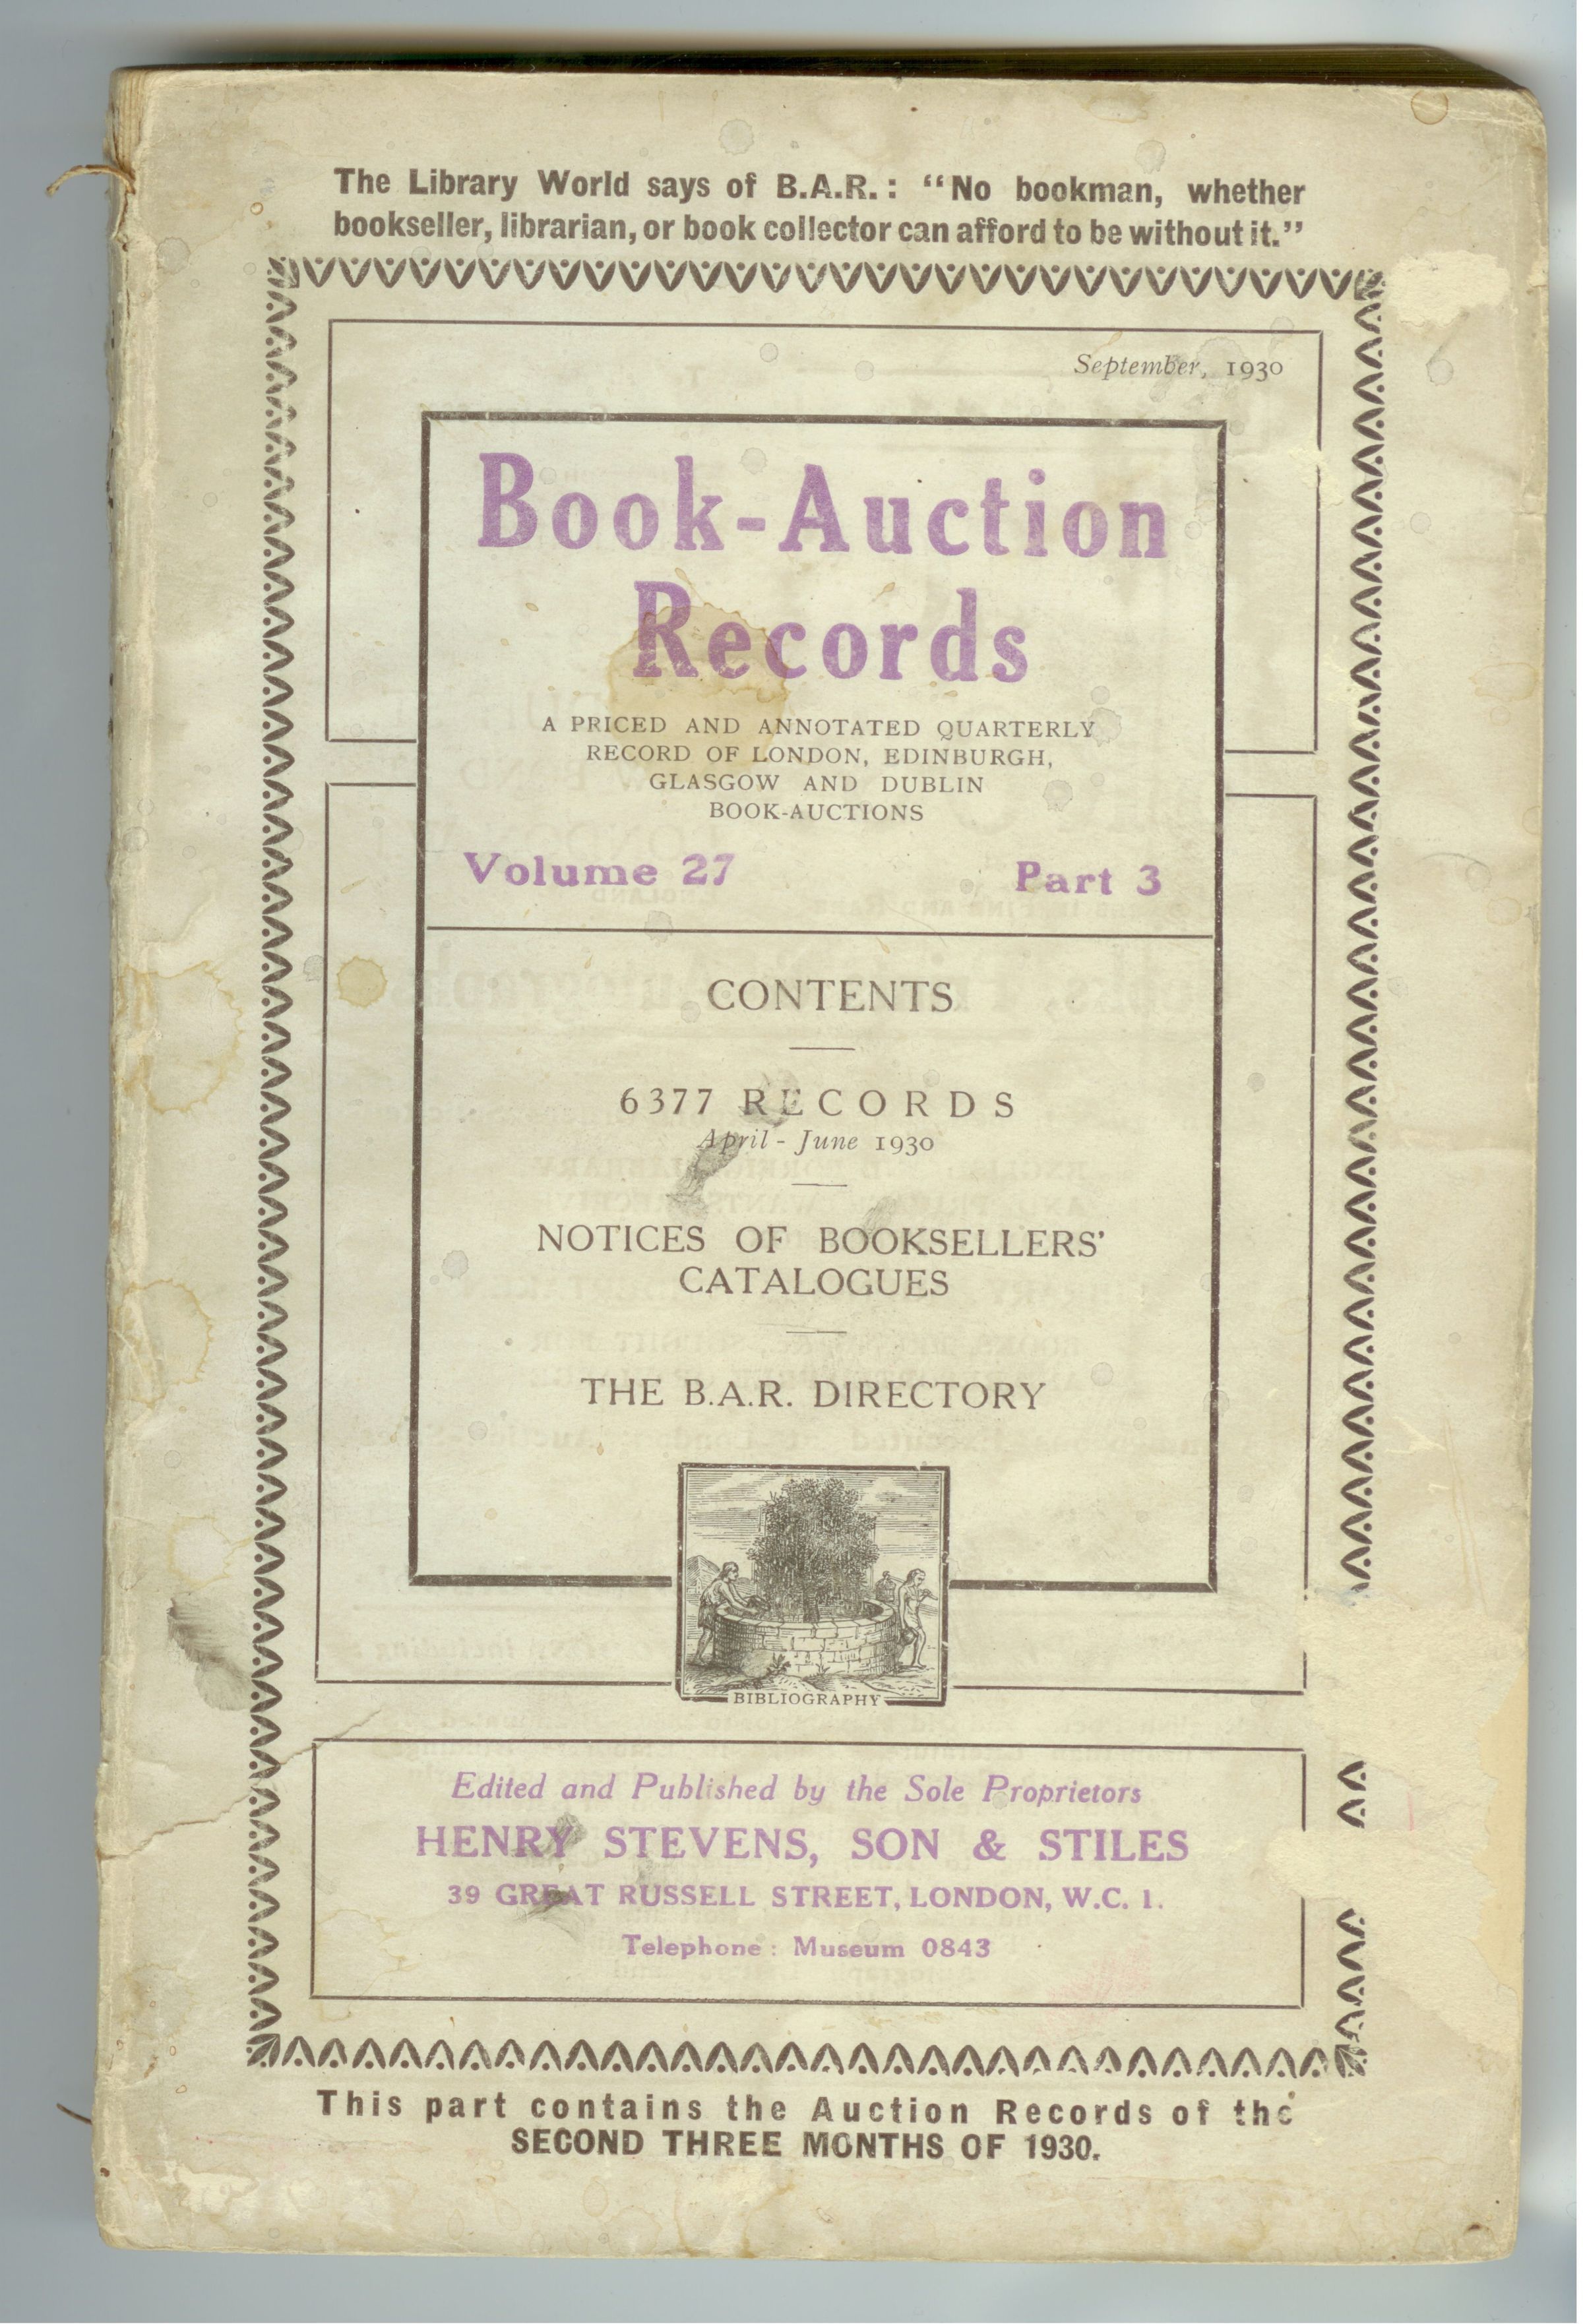 The Library World says of B.A.R.: "No bookman, whether
bookseller, librarian, or book collector can afford to be without it."
September, 1930
Book-Auction
Records
A PRICED AND ANNOTATED QUARTERLY
RECORD OF LONDON, EDINBURGH,
GLASGOW AND DUBLIN
BOOK-AUCTIONS
Volume 27 Part 3
CONTENTS
6377 RECORDS
April - June 1930
NOTICES OF BOOKSELLERS'
CATALOGUES
THE B.A.R. DIRECTORY
BIBLIOGRAPHY
Edited and Published by the Sole Proprietors
HENRY STEVENS, SON & STILES
39 GREAT RUSSELL STREET, LONDON, W.C. 1.
Telephone: Museum 0843
This part contains the Auction Records of the
SECOND THREE MONTHS OF 1930.